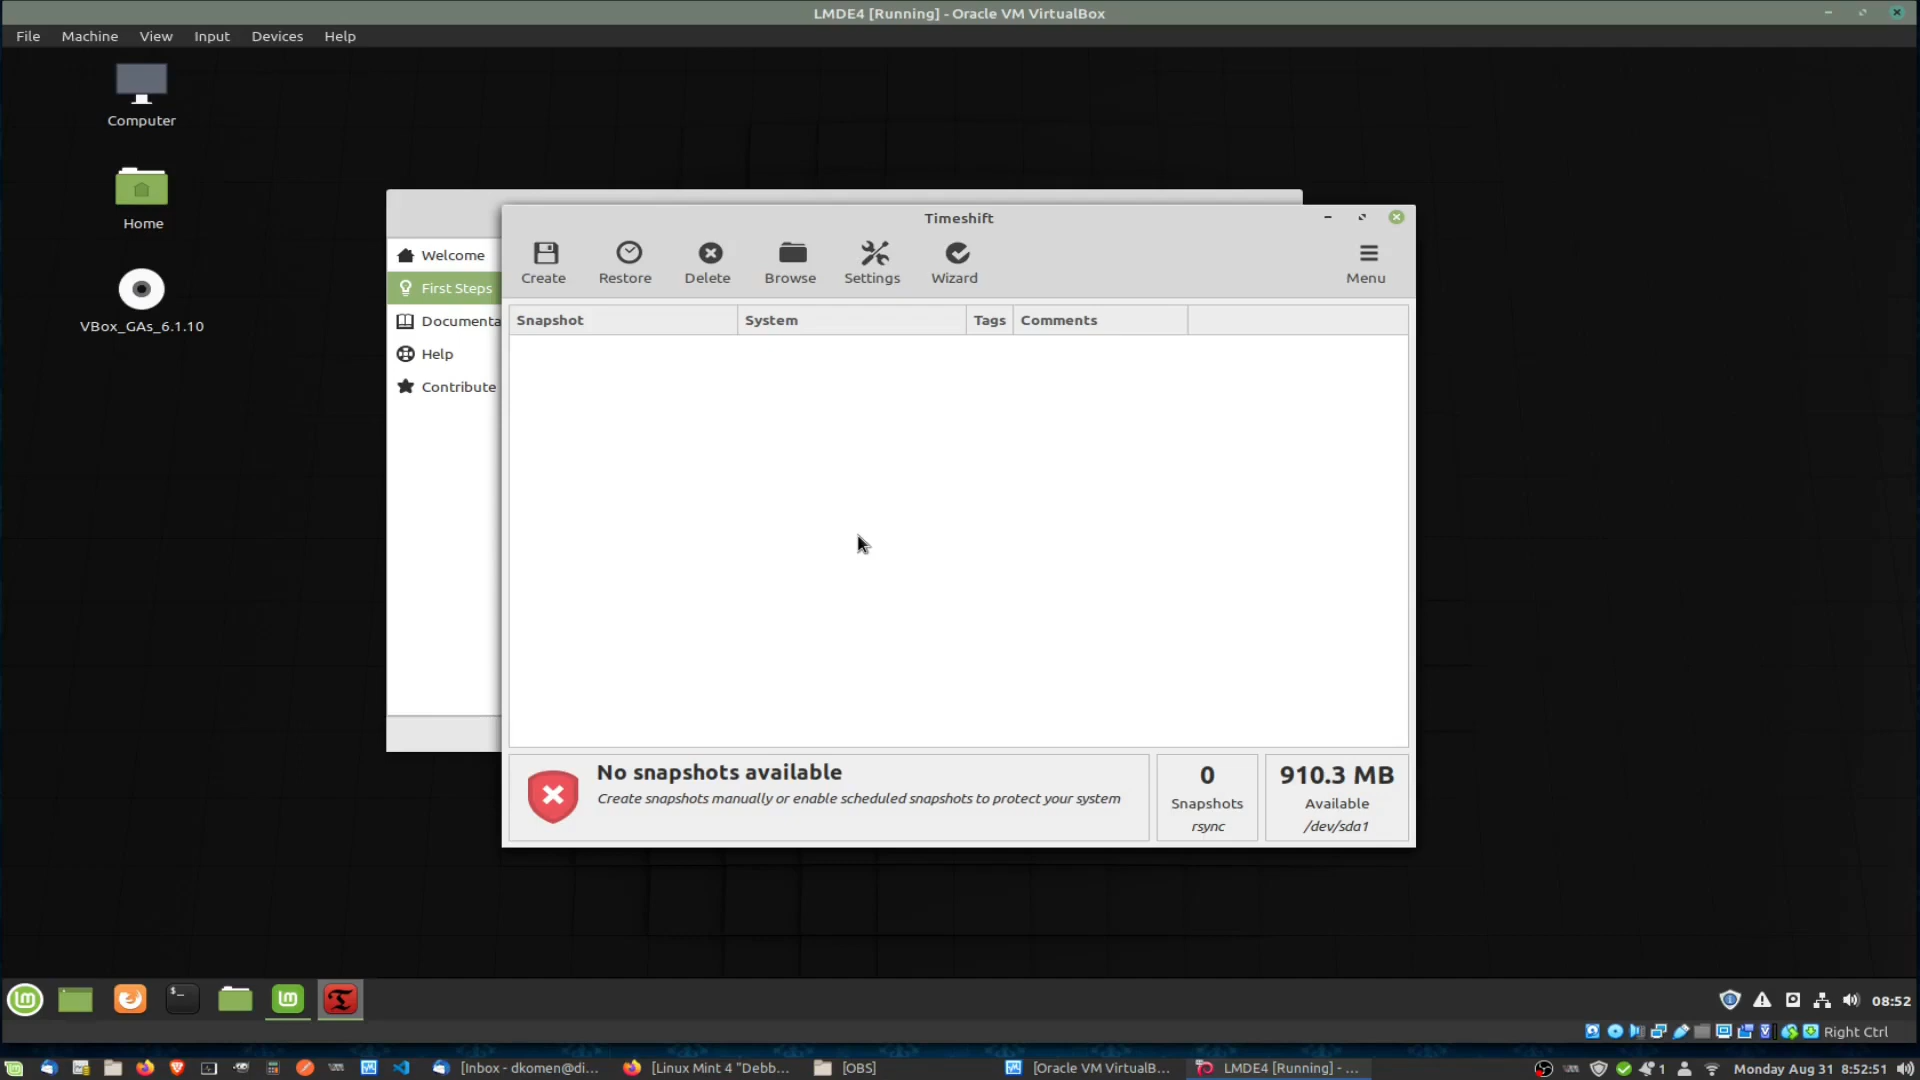 LMDE4 [Running] - Oracle VM VirtualBox
File Machine View Input Devices Help
Computer
Home
VBox_GAs_6.1.10
Welcome
First Steps
Documenta
Help
Contribute
Timeshift
Create Restore Delete Browse Settings Wizard Menu
Snapshot System Tags Comments
No snapshots available
Create snapshots manually or enable scheduled snapshots to protect your system
0
Snapshots
rsync
910.3 MB
Available
/dev/sda1
08:52
Right Ctrl
[Inbox - dkomen@di... [Linux Mint 4 "Debb... [OBS] [Oracle VM VirtualB... LMDE4 [Running] - ... 1 Monday Aug 31 8:52:51